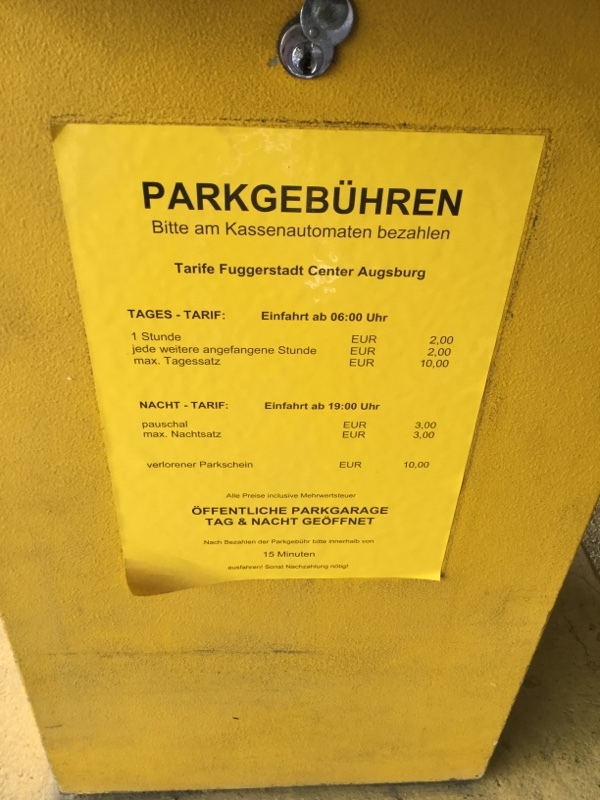 PARKGEBÜHREN
Bitte am Kassenautomaten bezahlen
Tarife Fuggerstadt Center Augsburg
TAGES - TARIF: Einfahrt ab 06:00 Uhr
1 Stunde EUR 2,00
jede weitere angefangene Stunde EUR 2,00
max. Tagessatz EUR 10,00
NACHT - TARIF: Einfahrt ab 19:00 Uhr
pauschal EUR 3,00
max. Nachtsatz EUR 3,00
verlorener Parkschein EUR 10,00
Alle Preise inclusive Mehrwertsteuer
ÖFFENTLICHE PARKGARAGE
TAG & NACHT GEÖFFNET
Nach Bezahlen der Parkgebühr bitte innerhalb von
15 Minuten
ausfahren! Sonst Nachzahlung nötig!